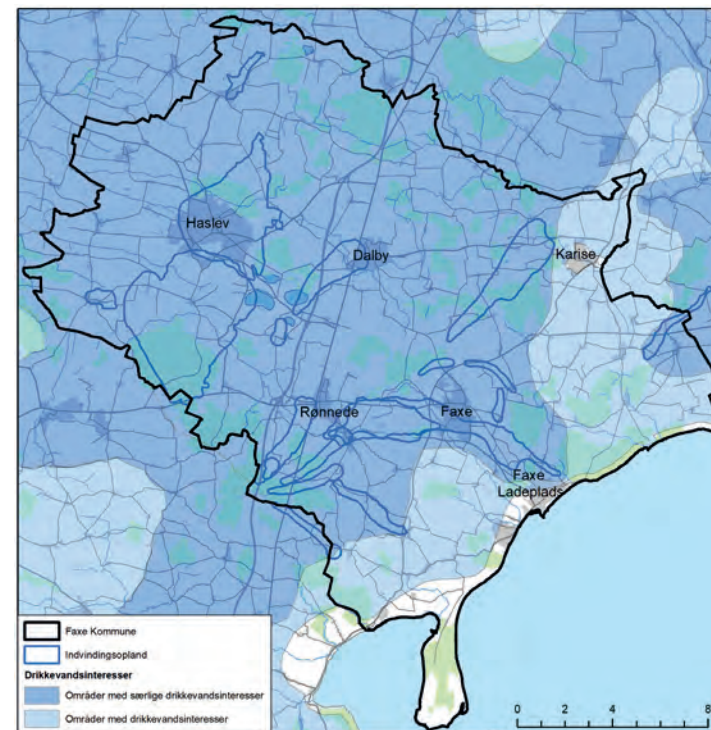 Haslev
Dalby
Karise
Rønnede
Faxe
Faxe
Ladeplads
Faxe Kommune
Indvindingsopland
Drikkevandsinteresser
Områder med særlige drikkevandsinteresser
Områder med drikkevandsinteresser
0 2 4 6 8